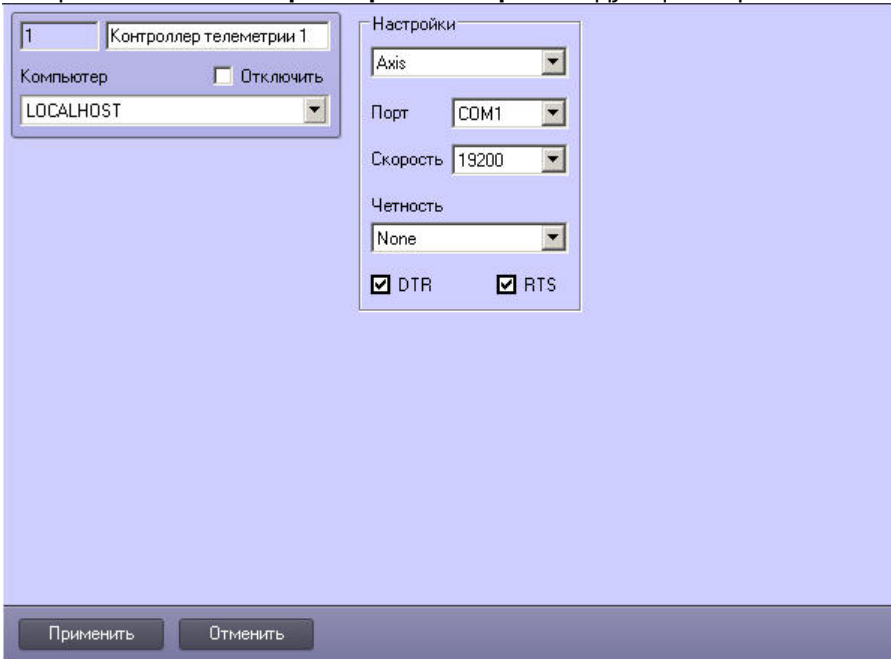 1 Контроллер телеметрии 1
Компьютер Отключить
LOCALHOST
Настройки
Axis
Порт COM1
Скорость 19200
Четность
None
DTR RTS
Применить Отменить